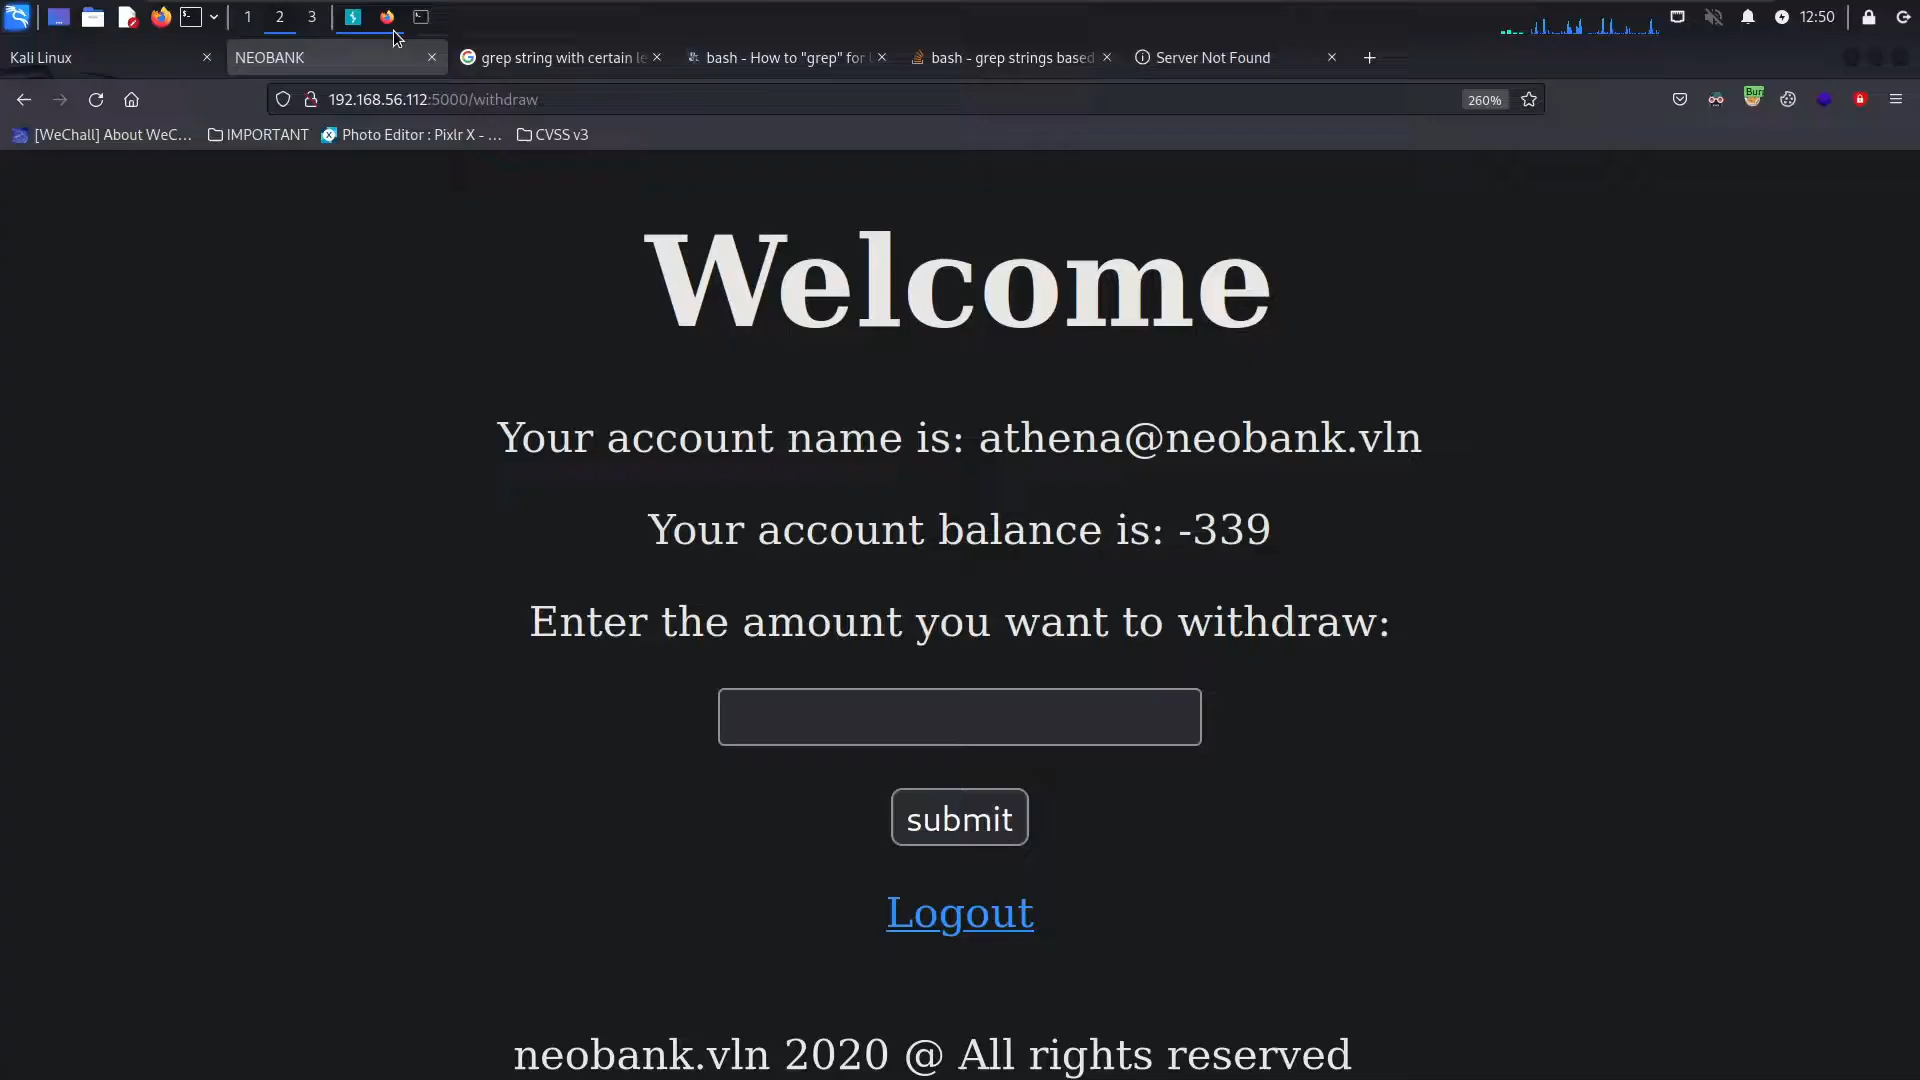 1 2 3 12:50
Kali Linux NEOBANK grep string with certain le bash - How to "grep" for bash - grep strings based Server Not Found
192.168.56.112:5000/withdraw 260% Burp
[WeChall] About WeC... IMPORTANT Photo Editor : Pixlr X - ... CVSS v3
Welcome
Your account name is: athena@neobank.vln
Your account balance is: -339
Enter the amount you want to withdraw:
submit
Logout
neobank.vln 2020 @ All rights reserved